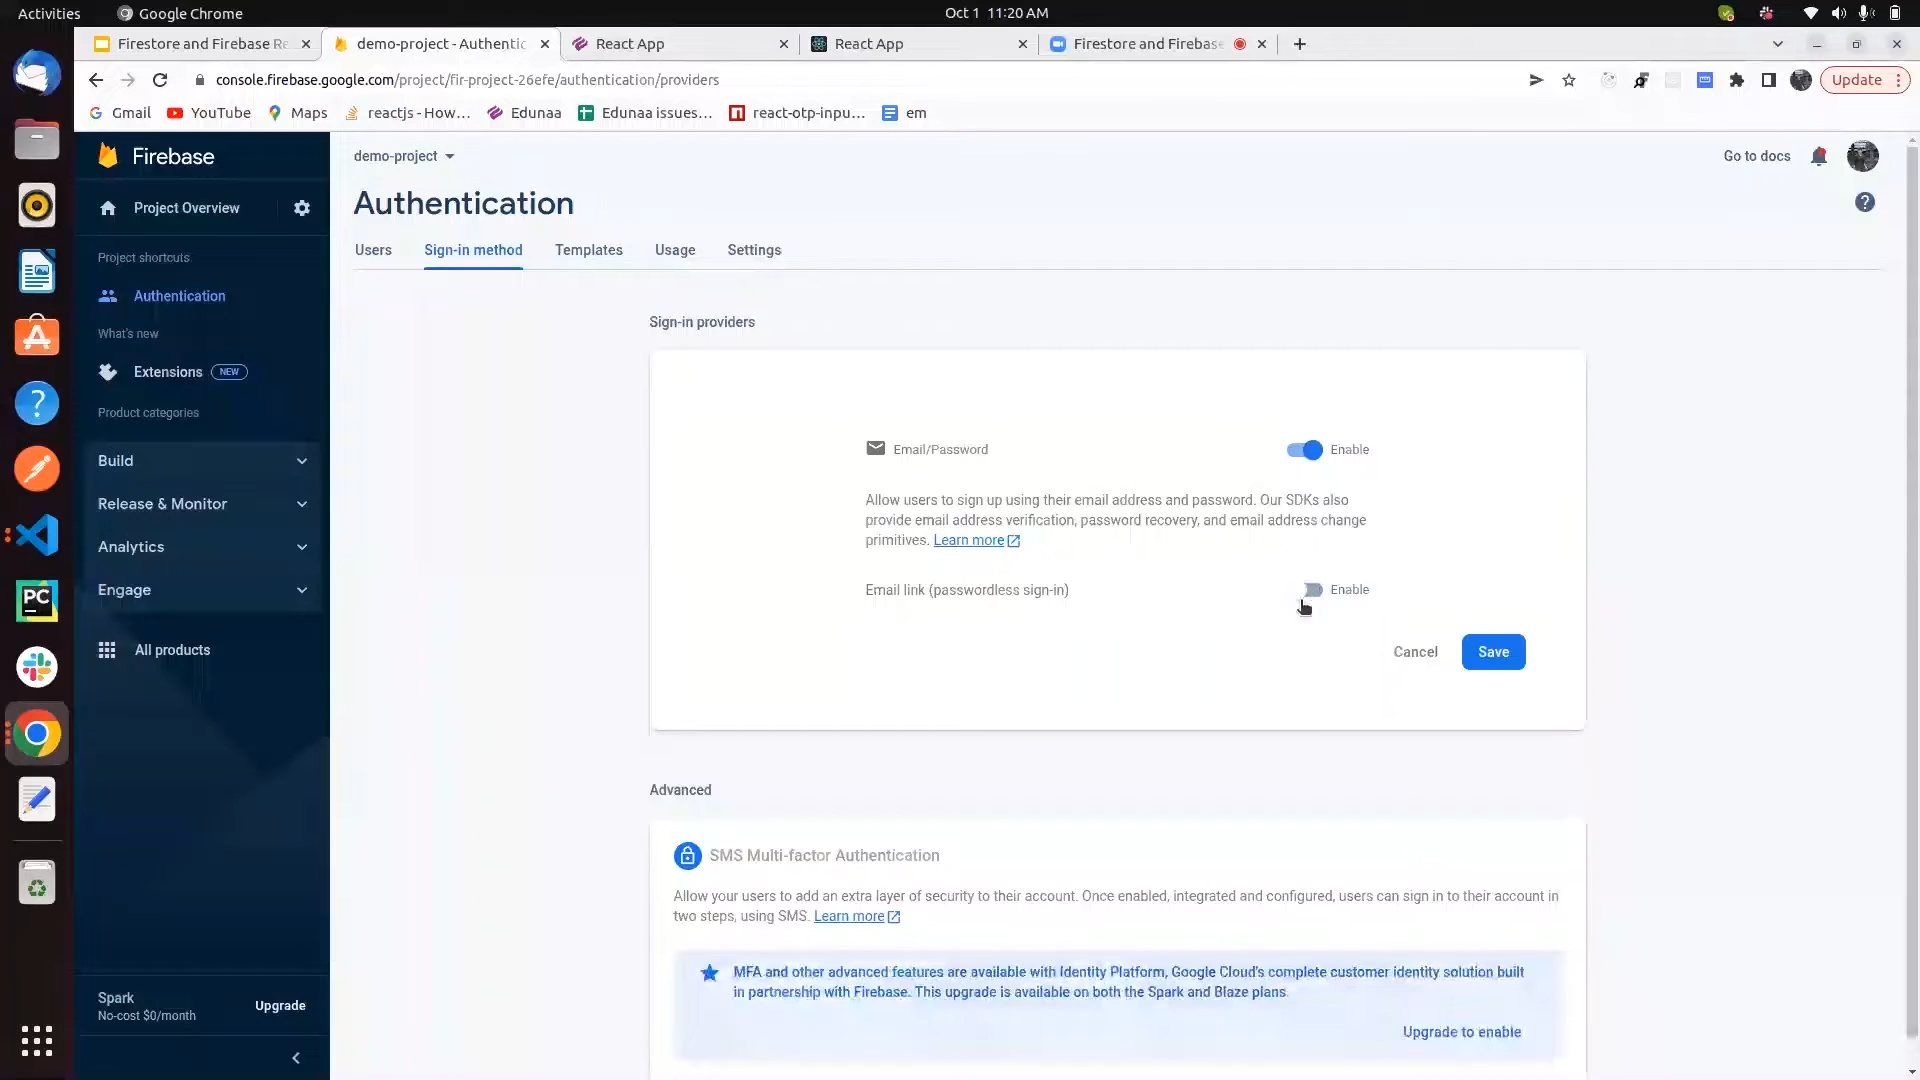 Activities
Google Chrome
Oct 1 11:20 AM
Firestore and Firebase Re
demo-project - Authentic
React App
React App
Firestore and Firebase
console.firebase.google.com/project/fir-project-26efe/authentication/providers
Update
Gmail
YouTube
Maps
reactjs - How...
Edunaa
Edunaa issues...
react-otp-inpu...
em
Firebase
demo-project
Go to docs
Project Overview
Authentication
Users
Sign-in method
Templates
Usage
Settings
Project shortcuts
Authentication
What's new
Extensions
NEW
Product categories
Build
Release & Monitor
Analytics
Engage
All products
Sign-in providers
Email/Password
Enable
Allow users to sign up using their email address and password. Our SDKs also
provide email address verification, password recovery, and email address change
primitives. Learn more
Email link (passwordless sign-in)
Enable
Cancel
Save
Advanced
SMS Multi-factor Authentication
Allow your users to add an extra layer of security to their account. Once enabled, integrated and configured, users can sign in to their account in
two steps, using SMS. Learn more
MFA and other advanced features are available with Identity Platform, Google Cloud's complete customer identity solution built
in partnership with Firebase. This upgrade is available on both the Spark and Blaze plans.
Upgrade to enable
Spark
No-cost $0/month
Upgrade
PC